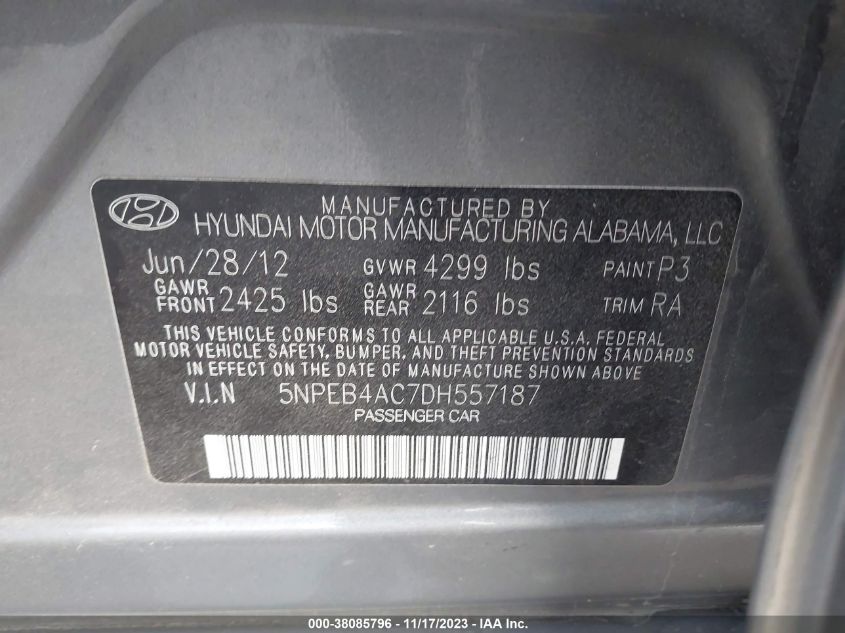 MANUFACTURED BY
HYUNDAI MOTOR MANUFACTURING ALABAMA, LLC
Jun/28/12 GVWR 4299 lbs PAINT P3
GAWR FRONT 2425 lbs GAWR REAR 2116 lbs TRIM RA
THIS VEHICLE CONFORMS TO ALL APPLICABLE U.S.A. FEDERAL
MOTOR VEHICLE SAFETY, BUMPER, AND THEFT PREVENTION STANDARDS
IN EFFECT ON THE DATE OF MANUFACTURE SHOWN ABOVE.
V.I.N 5NPEB4AC7DH557187
PASSENGER CAR
000-38085796 - 11/17/2023 - IAA Inc.